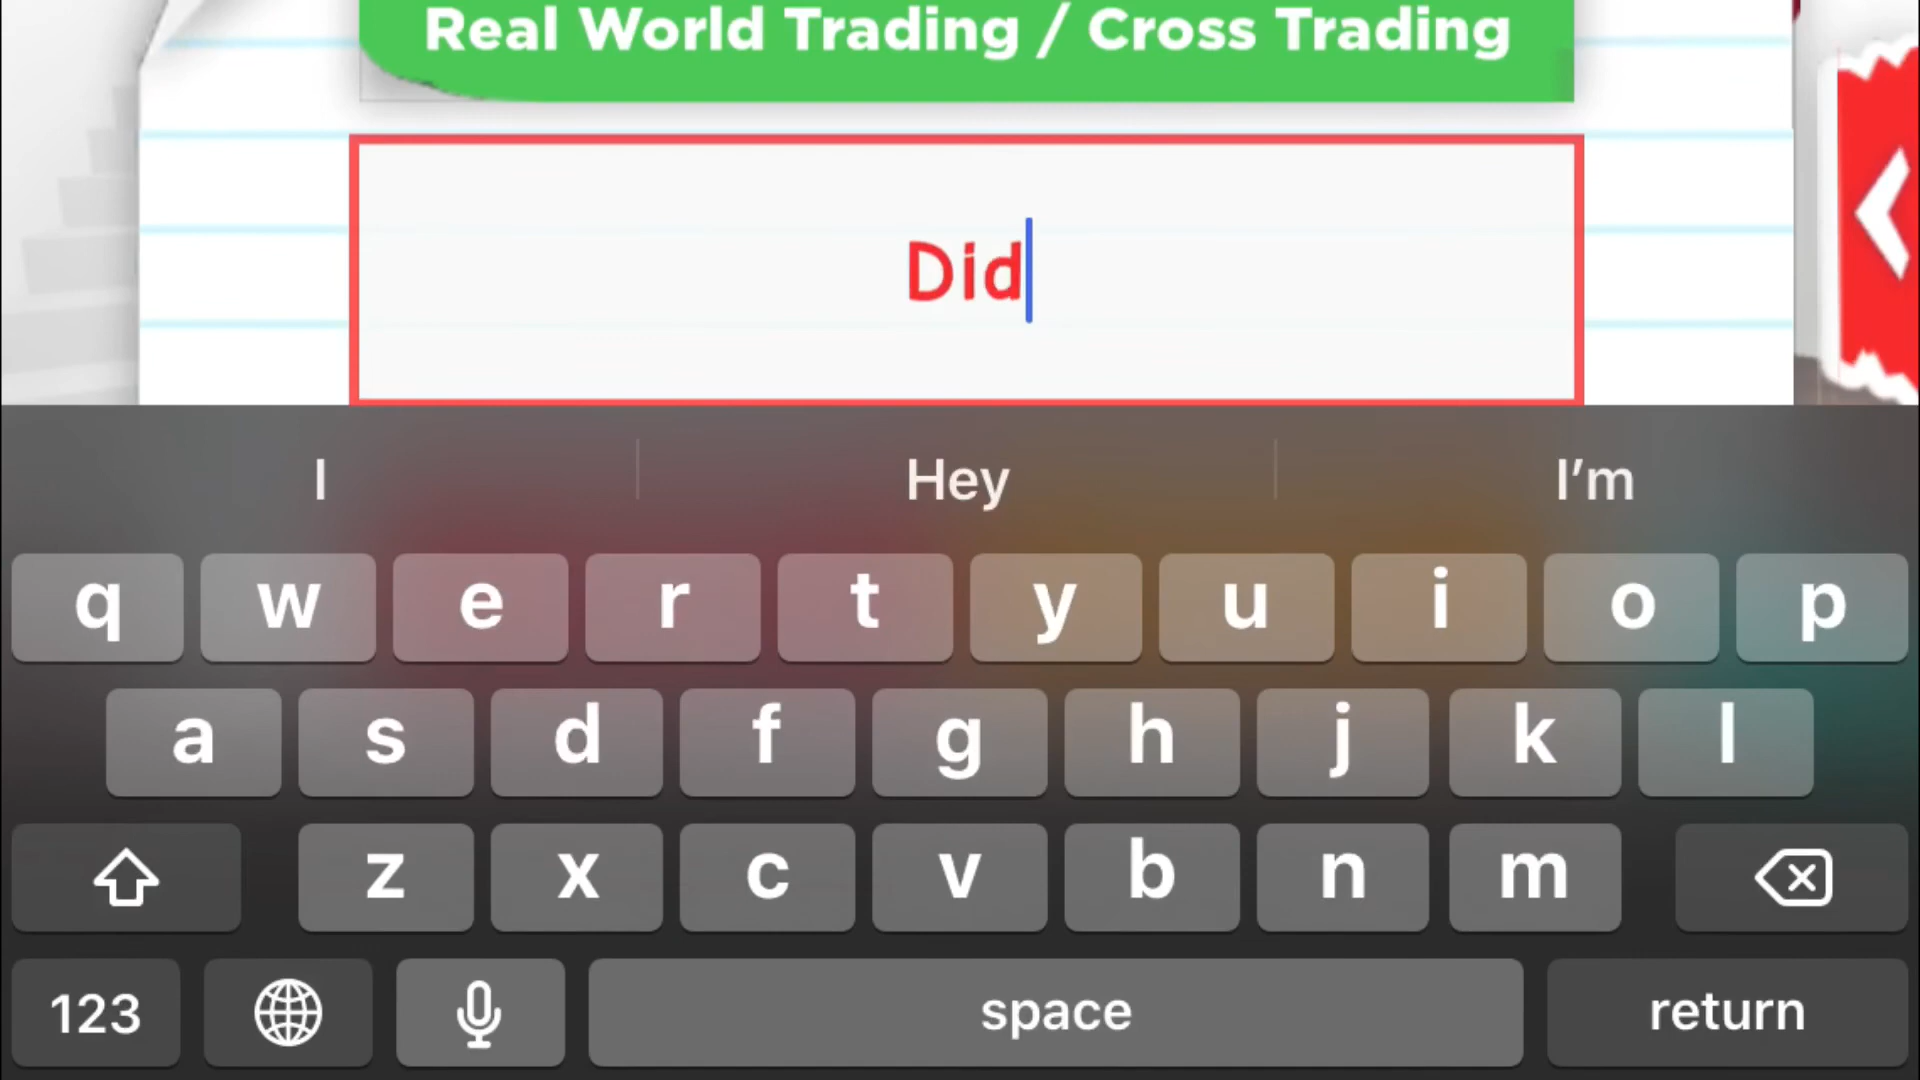 Real World Trading / Cross Trading
Did
I Hey I’m
q w e r t y u i o p
a s d f g h j k l
z x c v b n m
123 space return